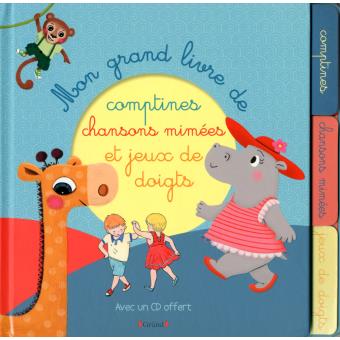 Mon grand livre de
comptines
chansons mimées
et jeux de
doigts
Avec un CD offert
Gründ
comptines
chansons mimées
jeux de doigts